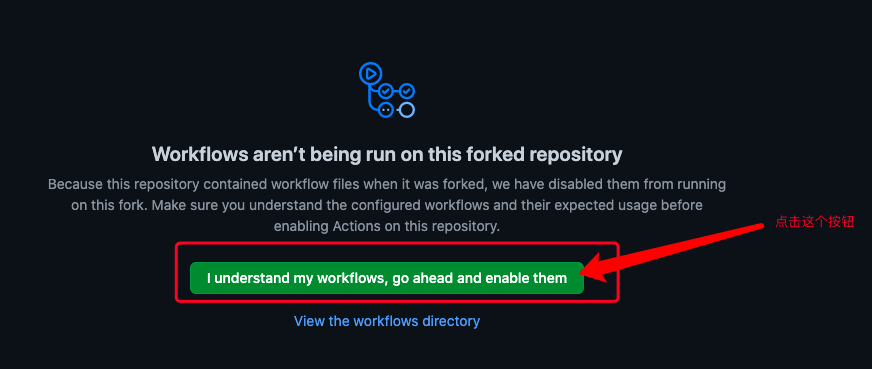 Workflows aren’t being run on this forked repository
Because this repository contained workflow files when it was forked, we have disabled them from running
on this fork. Make sure you understand the configured workflows and their expected usage before
enabling Actions on this repository.
点击这个按钮
I understand my workflows, go ahead and enable them
View the workflows directory